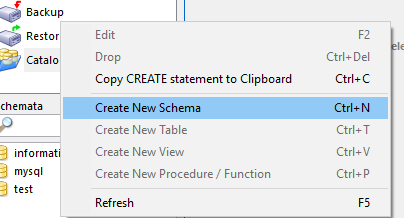 Backup
Restor
Catalo
chemata
informati
mysql
test
Edit F2
Drop Ctrl+Del
Copy CREATE statement to Clipboard Ctrl+C
Create New Schema Ctrl+N
Create New Table Ctrl+T
Create New View Ctrl+V
Create New Procedure / Function Ctrl+P
Refresh F5
ele